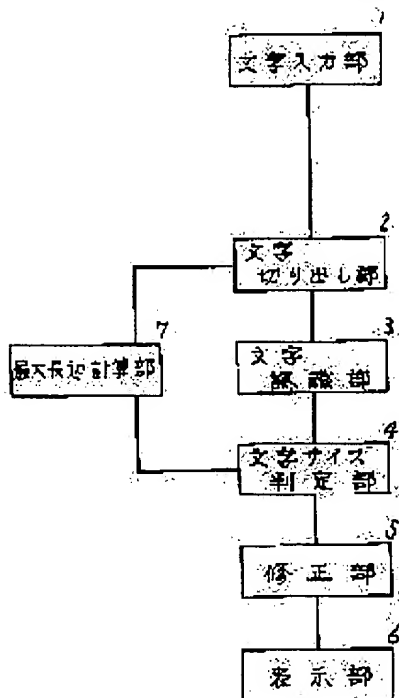 1
文字入力部
2
文字
切り出し部
7
最大長辺計算部
3
文字
認識部
4
文字サイズ
判定部
5
修正部
6
表示部